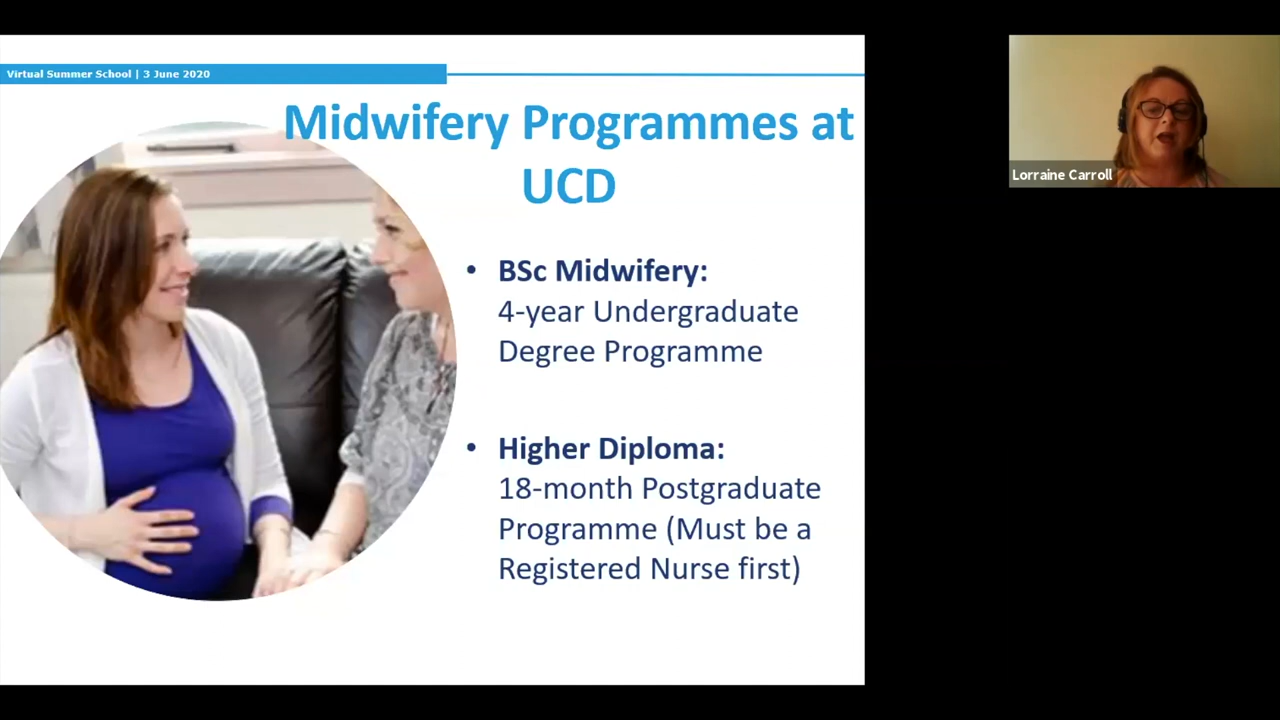 Virtual Summer School | 3 June 2020
Midwifery Programmes at
UCD
• BSc Midwifery:
4-year Undergraduate
Degree Programme
• Higher Diploma:
18-month Postgraduate
Programme (Must be a
Registered Nurse first)
Lorraine Carroll